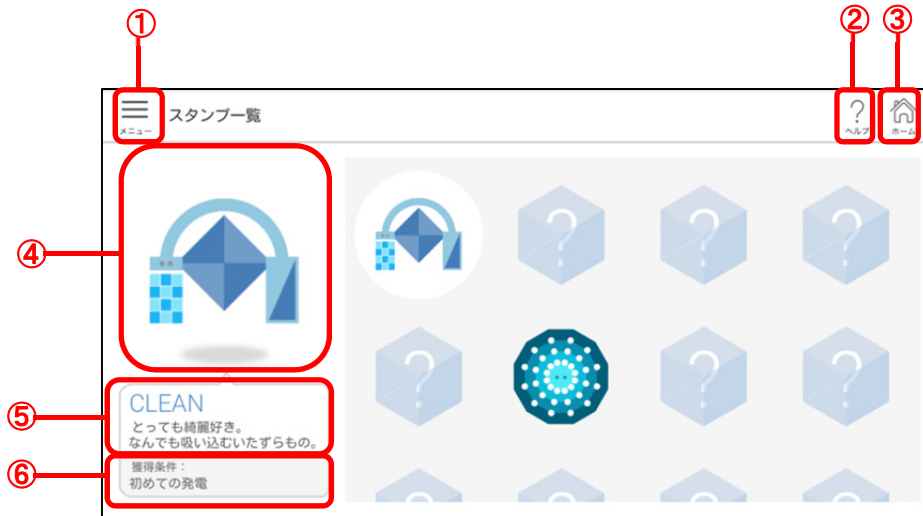 ① ② ③
メニュー スタンプ一覧 ? ヘルプ ホーム
④
? ? ?
? ? ?
⑤
CLEAN
とっても綺麗好き。
なんでも吸い込むいたずらもの。
⑥
獲得条件：
初めての発電